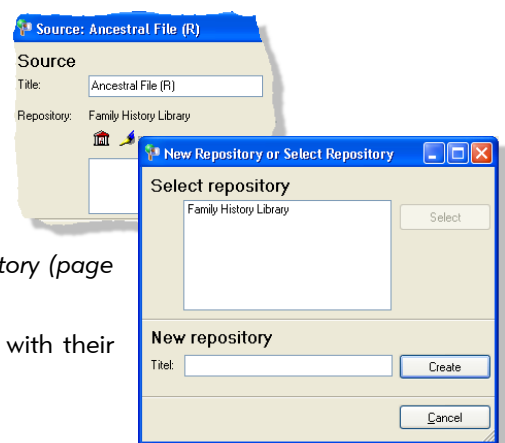 Source: Ancestral File (R)
Source
Title: Ancestral File (R)
Repository: Family History Library
tory (page
with their
New Repository or Select Repository
Select repository
Family History Library
Select
New repository
Titel:
Create
Cancel